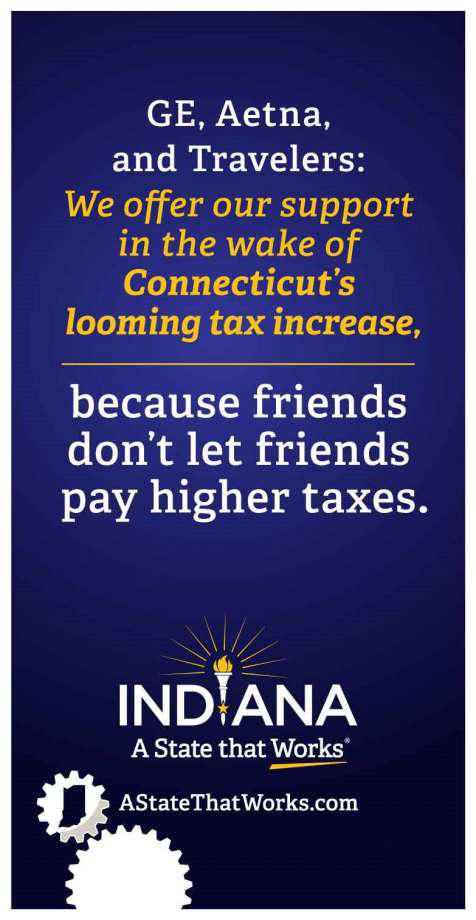 GE, Aetna,
and Travelers:
We offer our support
in the wake of
Connecticut’s
looming tax increase,
because friends
don’t let friends
pay higher taxes.
INDIANA
A State that Works®
AStateThatWorks.com